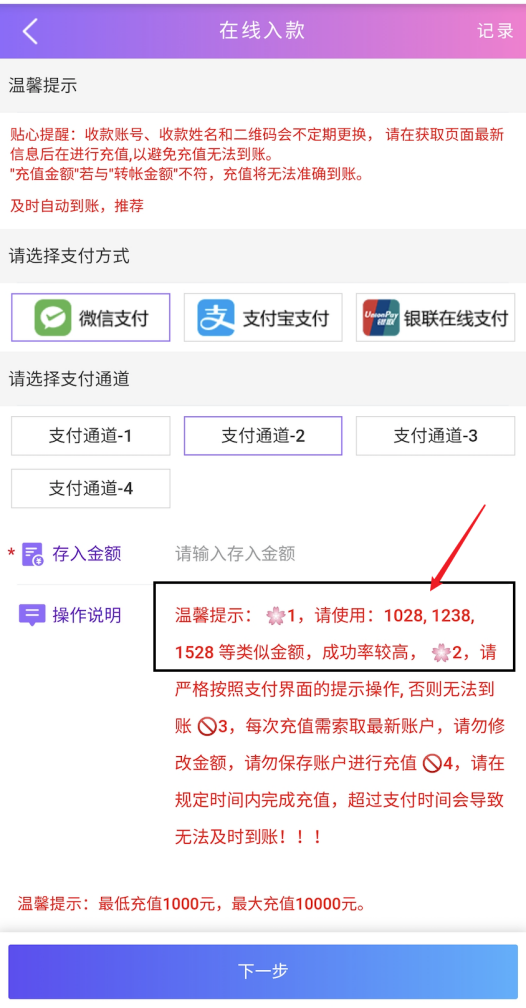 在线入款
记录
温馨提示
贴心提醒：收款账号、收款姓名和二维码会不定期更换， 请在获取页面最新
信息后在进行充值,以避免充值无法到账。
"充值金额"若与"转帐金额"不符，充值将无法准确到账。
及时自动到账，推荐
请选择支付方式
微信支付
支付宝支付
UnionPay
银联
银联在线支付
请选择支付通道
支付通道-1
支付通道-2
支付通道-3
支付通道-4
* 存入金额
请输入存入金额
操作说明
温馨提示： 🌸1，请使用：1028, 1238,
1528 等类似金额，成功率较高， 🌸2，请
严格按照支付界面的提示操作, 否则无法到
账 🚫3，每次充值需索取最新账户，请勿修
改金额，请勿保存账户进行充值 🚫4，请在
规定时间内完成充值，超过支付时间会导致
无法及时到账！！！
温馨提示：最低充值1000元，最大充值10000元。
下一步